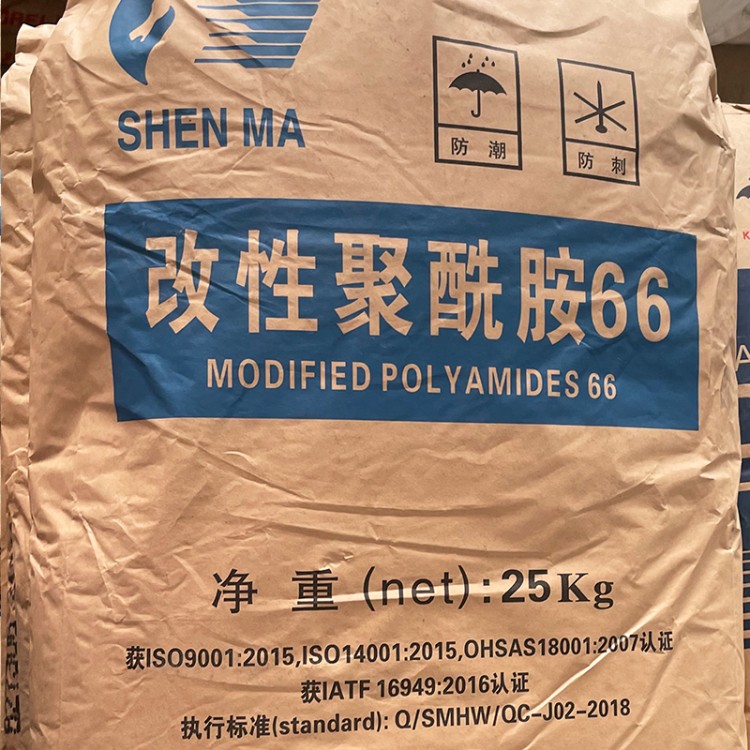 SHEN MA
防潮
防刺
改性聚酰胺66
MODIFIED POLYAMIDES 66
净重(net):25Kg
获ISO9001:2015,ISO14001:2015,OHSAS18001:2007认证
获IATF 16949:2016认证
执行标准(standard): Q/SMHW/QC-J02-2018